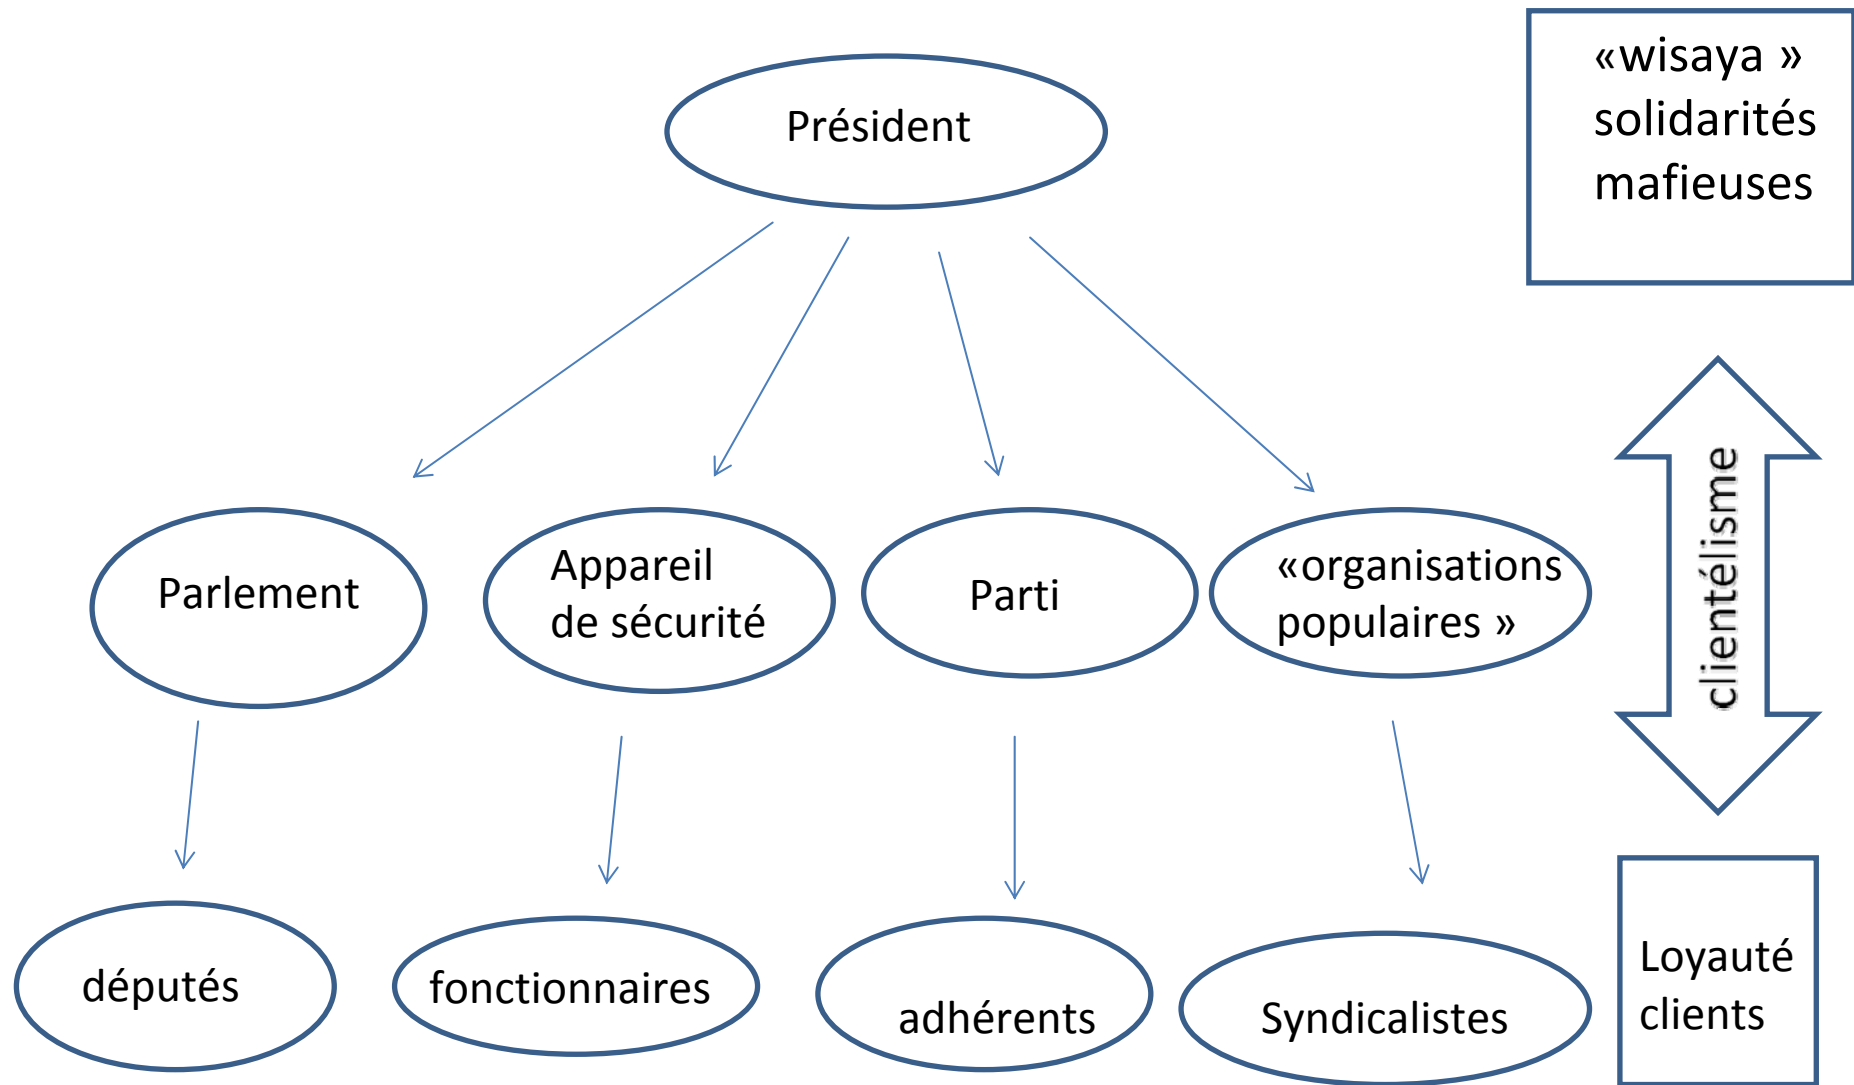 «wisaya »
solidarités
mafieuses
Président
clientélisme
Parlement
Appareil
de sécurité
Parti
«organisations
populaires »
députés
fonctionnaires
adhérents
Syndicalistes
Loyauté
clients